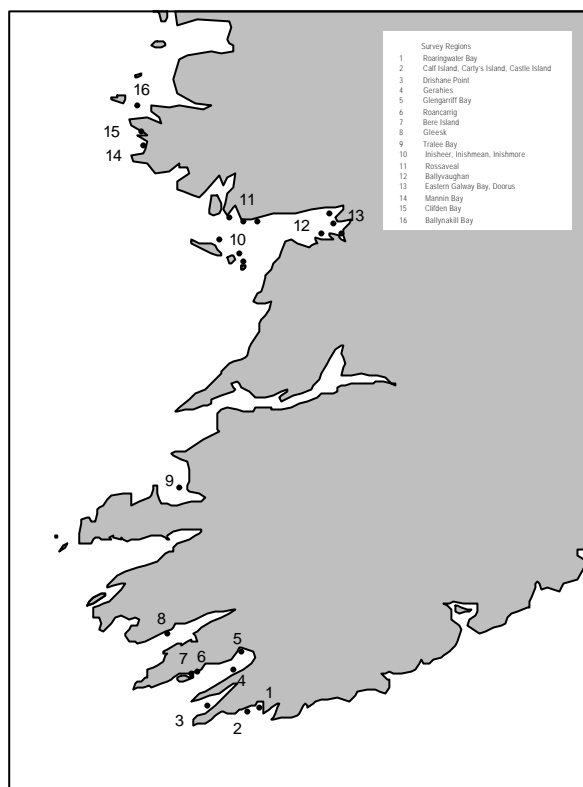 Survey Regions
1 Roaringwater Bay
2 Calf Island, Carly's Island, Castle Island
3 Drishane Point
4 Gerahies
5 Glengarriff Bay
6 Roancarrig
7 Bere Island
8 Gleesk
9 Tralee Bay
10 Inisheer, Inishmean, Inishmore
11 Rossaveal
12 Ballyvaughan
13 Eastern Galway Bay, Doorus
14 Mannin Bay
15 Clifden Bay
16 Ballynakill Bay
16
15
14
11
13
12
10
9
8
5
6
7
4
1
3
2